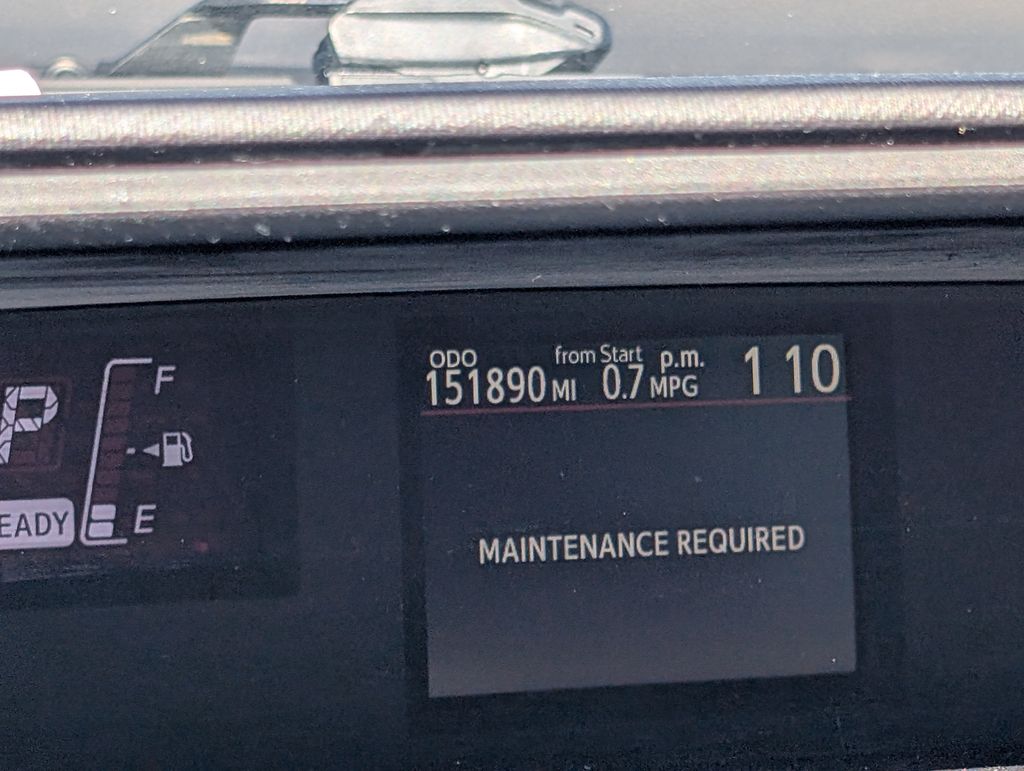 ODO from Start p.m. 1 10
151890 MI 0.7 MPG
F
P
E
EADY
MAINTENANCE REQUIRED